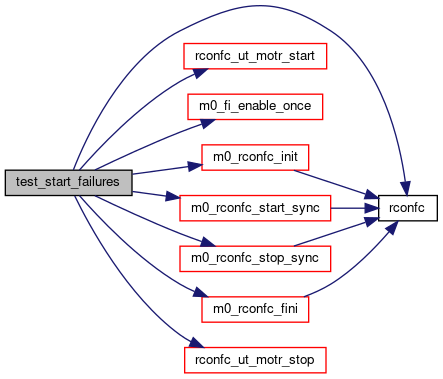 rconfc_ut_motr_start
m0_fi_enable_once
m0_rconfc_init
test_start_failures
m0_rconfc_start_sync
rconfc
m0_rconfc_stop_sync
m0_rconfc_fini
rconfc_ut_motr_stop